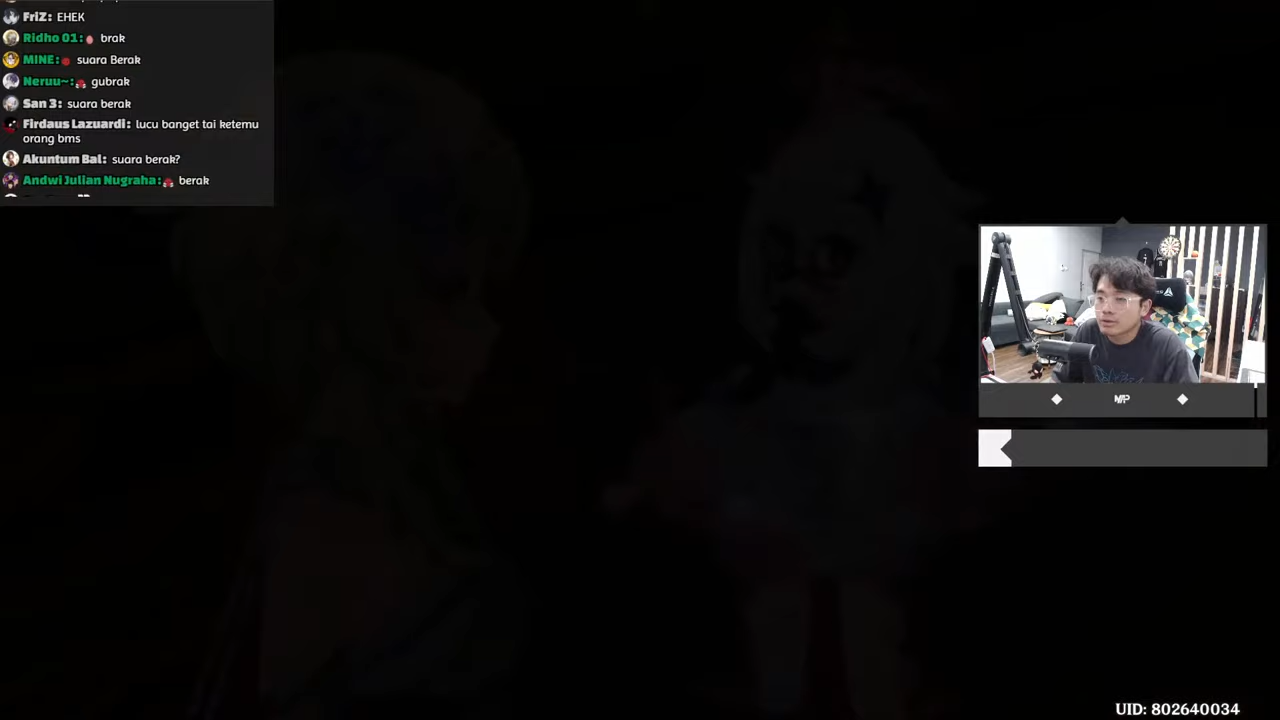 FriZ: EHEK
Ridho 01: brak
MINE: suara Berak
Neruu~: gubrak
San 3: suara berak
Firdaus Lazuardi: lucu banget tai ketemu
orang bms
Akuntum Bal: suara berak?
Andwi Julian Nugraha: berak
UID: 802640034